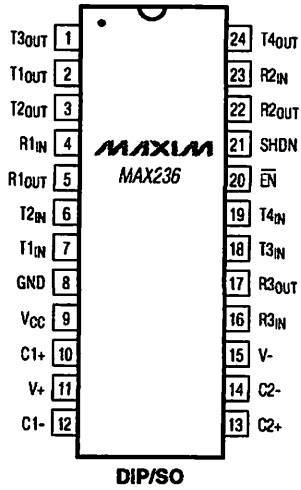 T3OUT 1 24 T4OUT
T1OUT 2 23 R2IN
T2OUT 3 22 R2OUT
R1IN 4 MAXIM 21 SHDN
R1OUT 5 MAX236 20 E̅N̅
T2IN 6 19 T4IN
T1IN 7 18 T3IN
GND 8 17 R3OUT
VCC 9 16 R3IN
C1+ 10 15 V-
V+ 11 14 C2-
C1- 12 13 C2+
DIP/SO